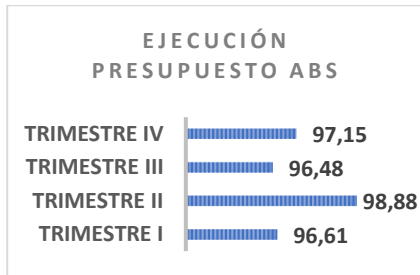 EJECUCIÓN
PRESUPUESTO ABS
TRIMESTRE IV 97,15
TRIMESTRE III 96,48
TRIMESTRE II 98,88
TRIMESTRE I 96,61